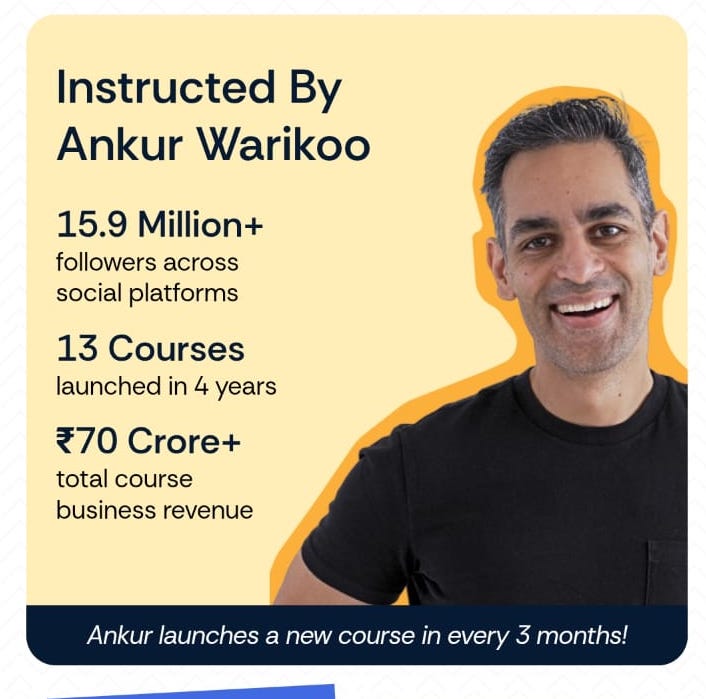 Instructed By
Ankur Warikoo
15.9 Million+
followers across
social platforms
13 Courses
launched in 4 years
₹70 Crore+
total course
business revenue
Ankur launches a new course in every 3 months!